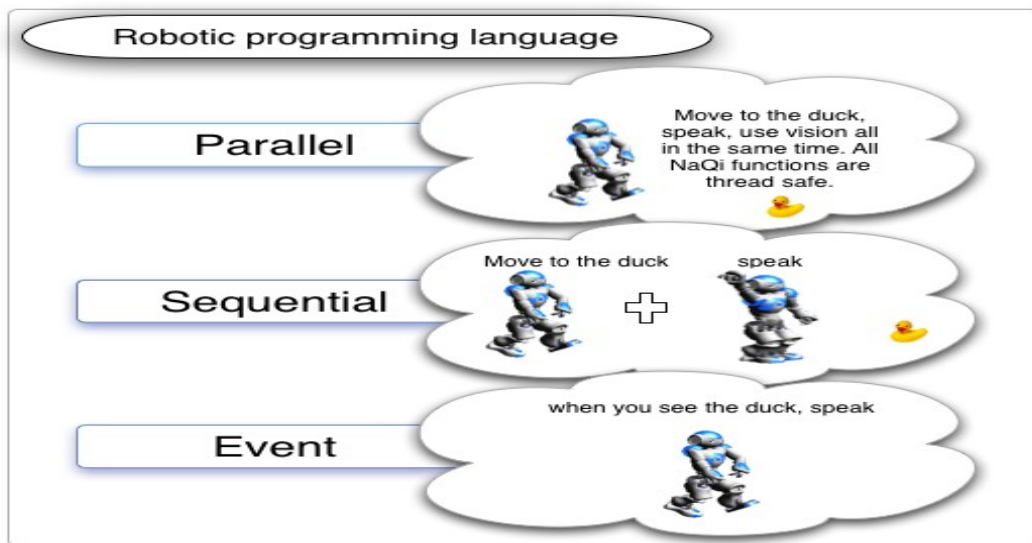 Robotic programming language
Parallel
Move to the duck,
speak, use vision all
in the same time. All
NaQi functions are
thread safe.
Sequential
Move to the duck
speak
Event
when you see the duck, speak